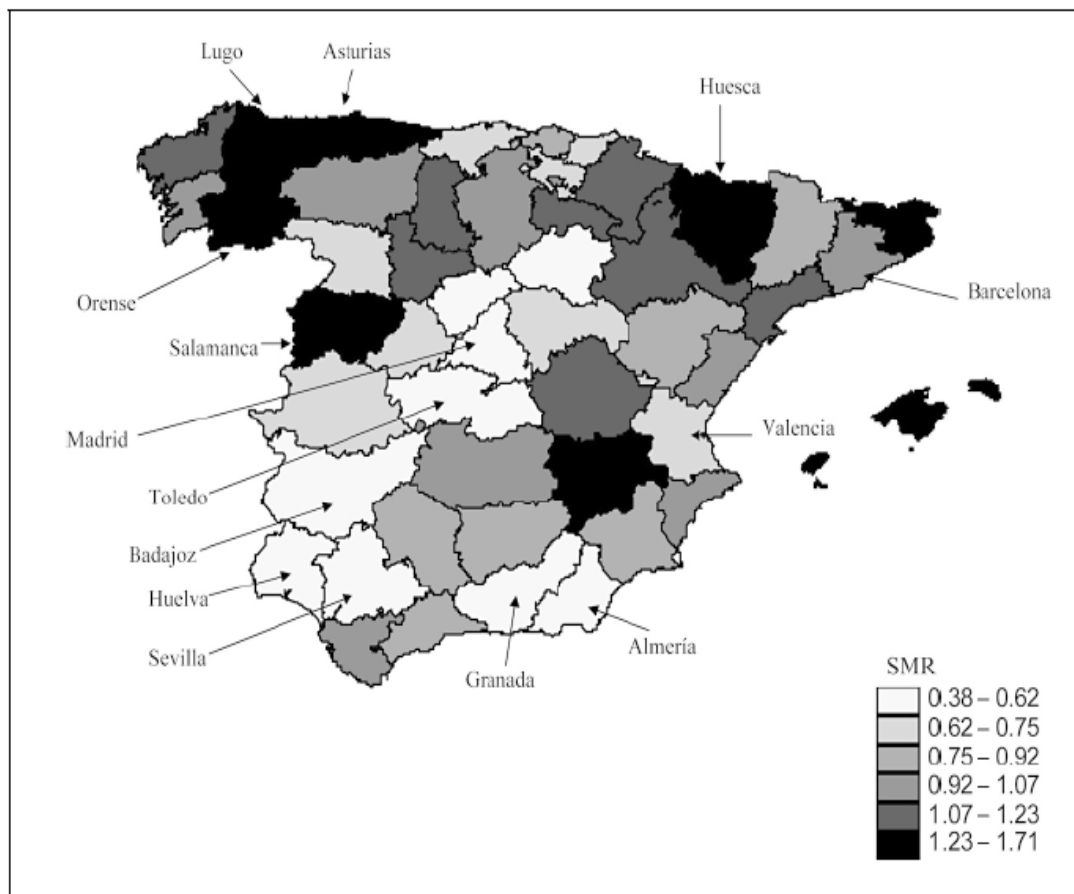 Lugo
Asturias
Huesca
Orense
Barcelona
Salamanca
Madrid
Valencia
Toledo
Badajoz
Huelva
Sevilla
Granada
Almería
SMR
0.38 – 0.62
0.62 – 0.75
0.75 – 0.92
0.92 – 1.07
1.07 – 1.23
1.23 – 1.71